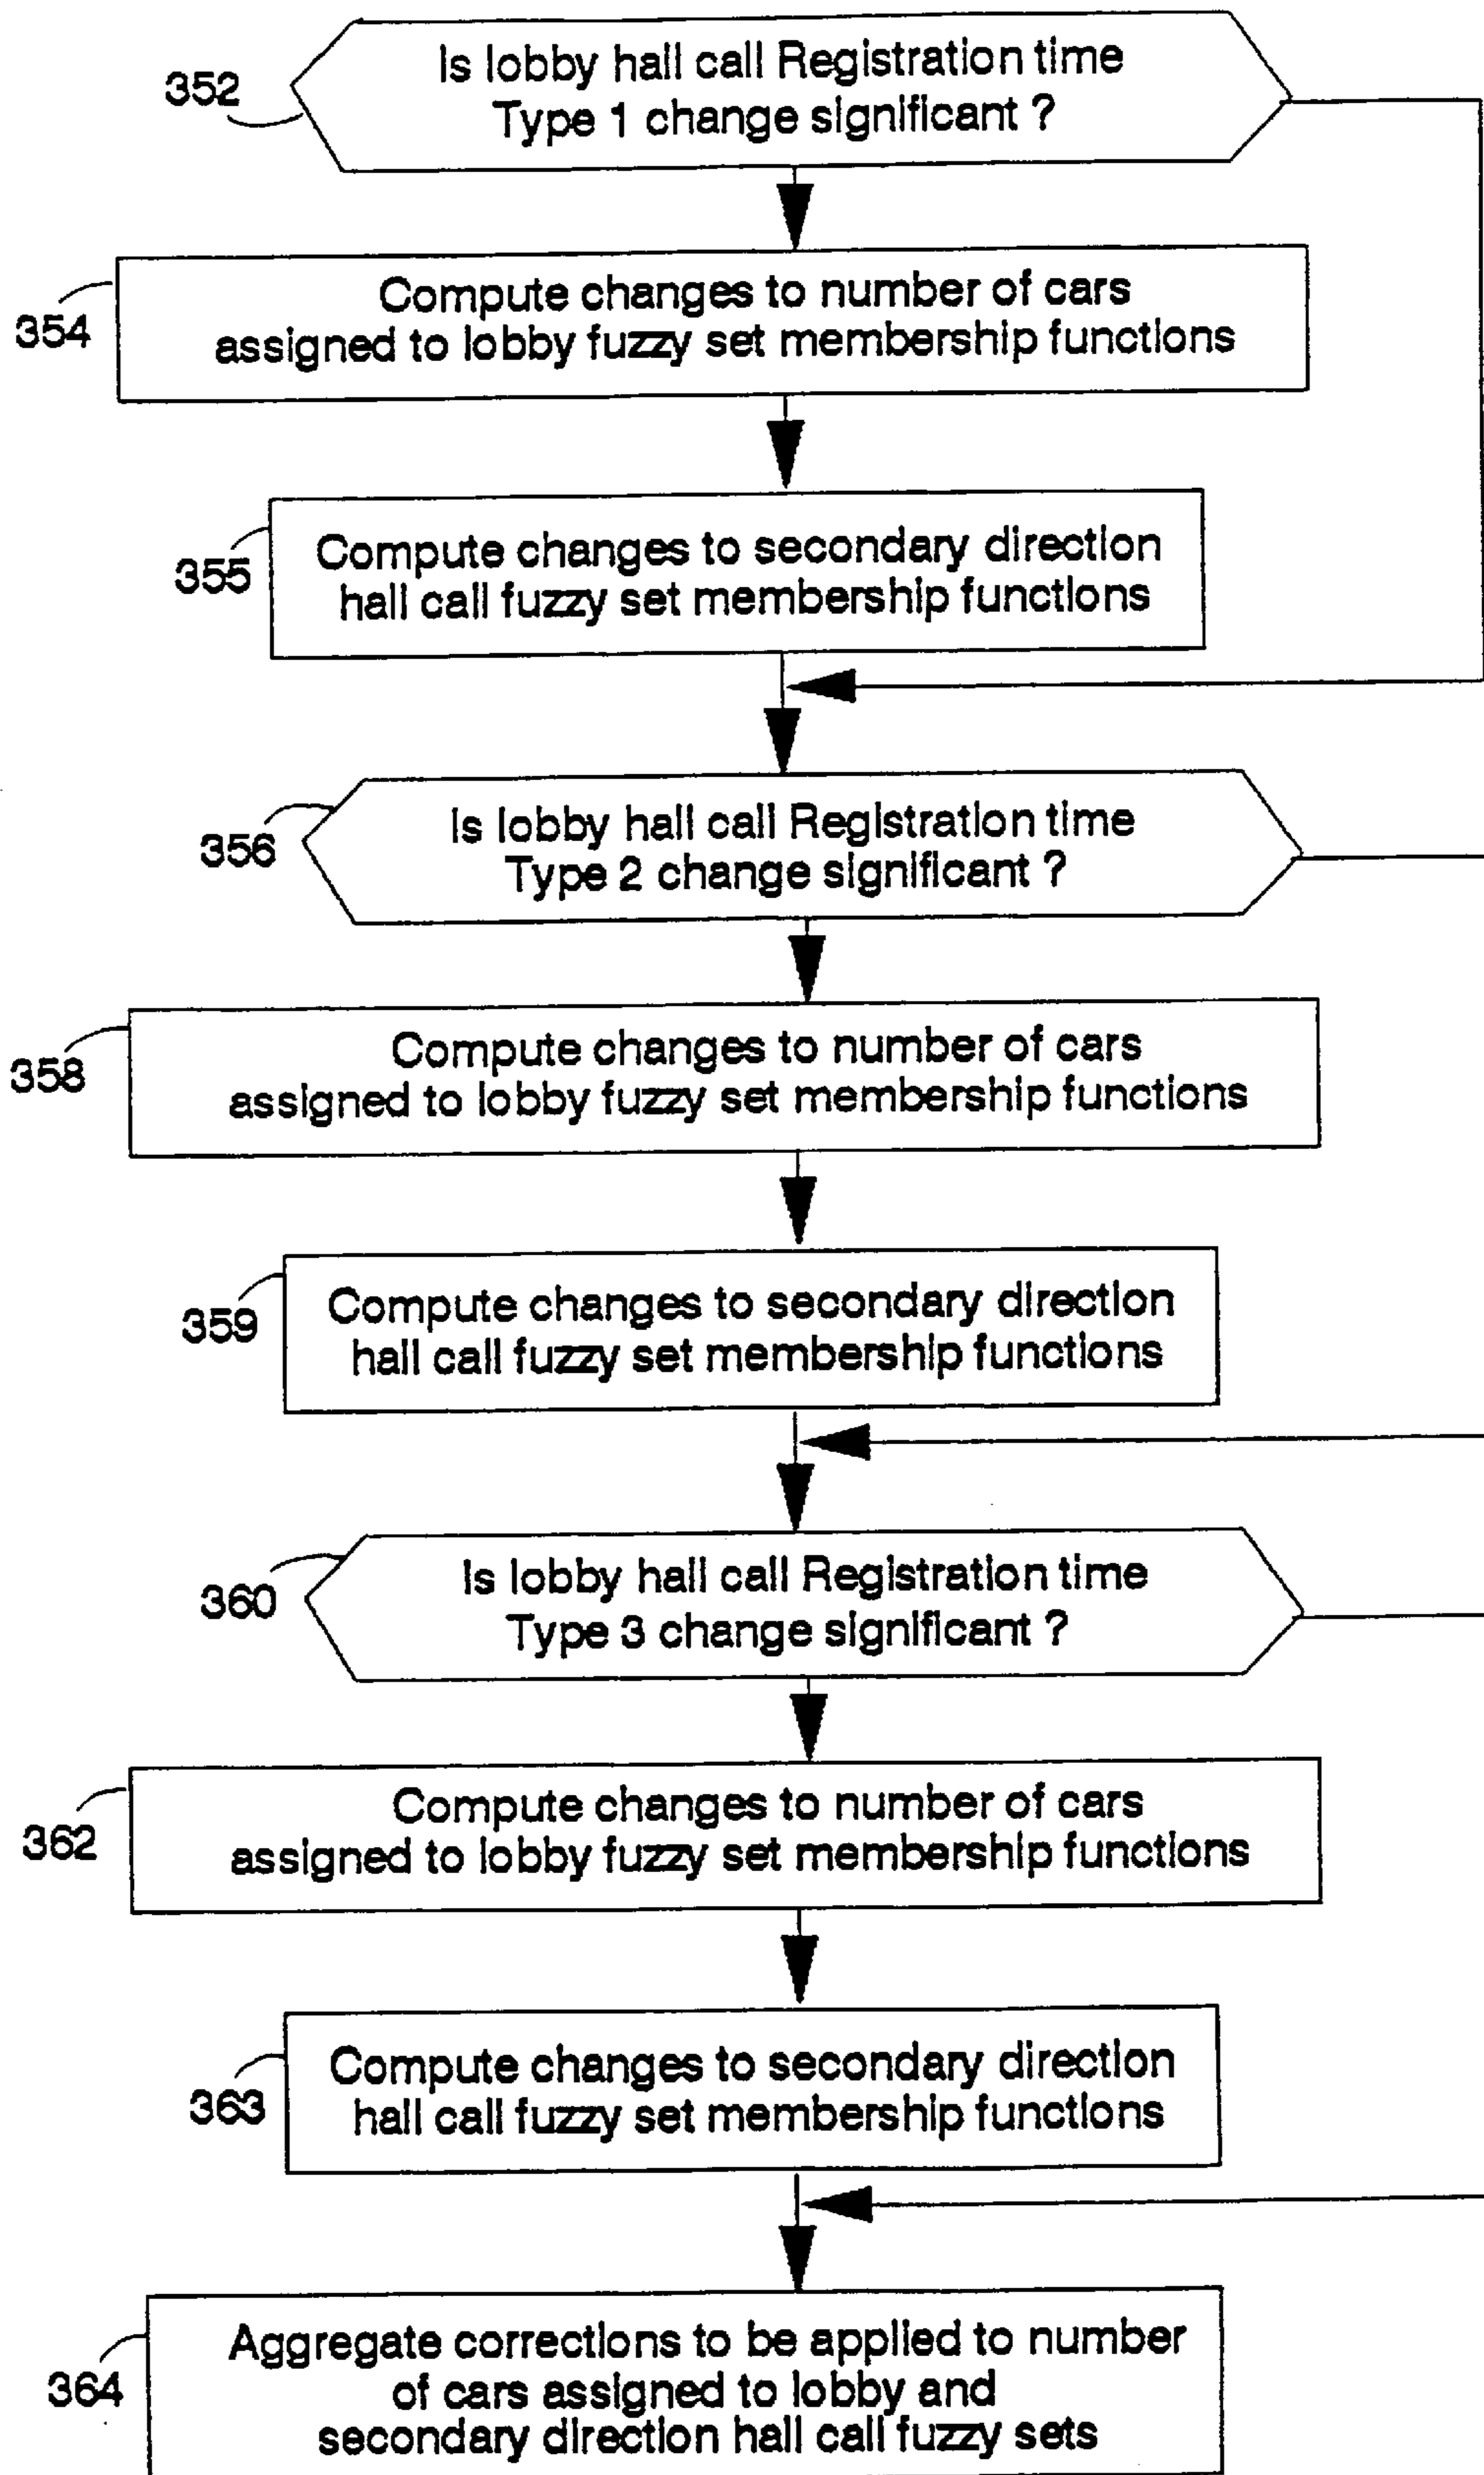 352
Is lobby hall call Registration time
Type 1 change significant ?
354
Compute changes to number of cars
assigned to lobby fuzzy set membership functions
355
Compute changes to secondary direction
hall call fuzzy set membership functions
356
Is lobby hall call Registration time
Type 2 change significant ?
358
Compute changes to number of cars
assigned to lobby fuzzy set membership functions
359
Compute changes to secondary direction
hall call fuzzy set membership functions
360
Is lobby hall call Registration time
Type 3 change significant ?
362
Compute changes to number of cars
assigned to lobby fuzzy set membership functions
363
Compute changes to secondary direction
hall call fuzzy set membership functions
364
Aggregate corrections to be applied to number
of cars assigned to lobby and
secondary direction hall call fuzzy sets